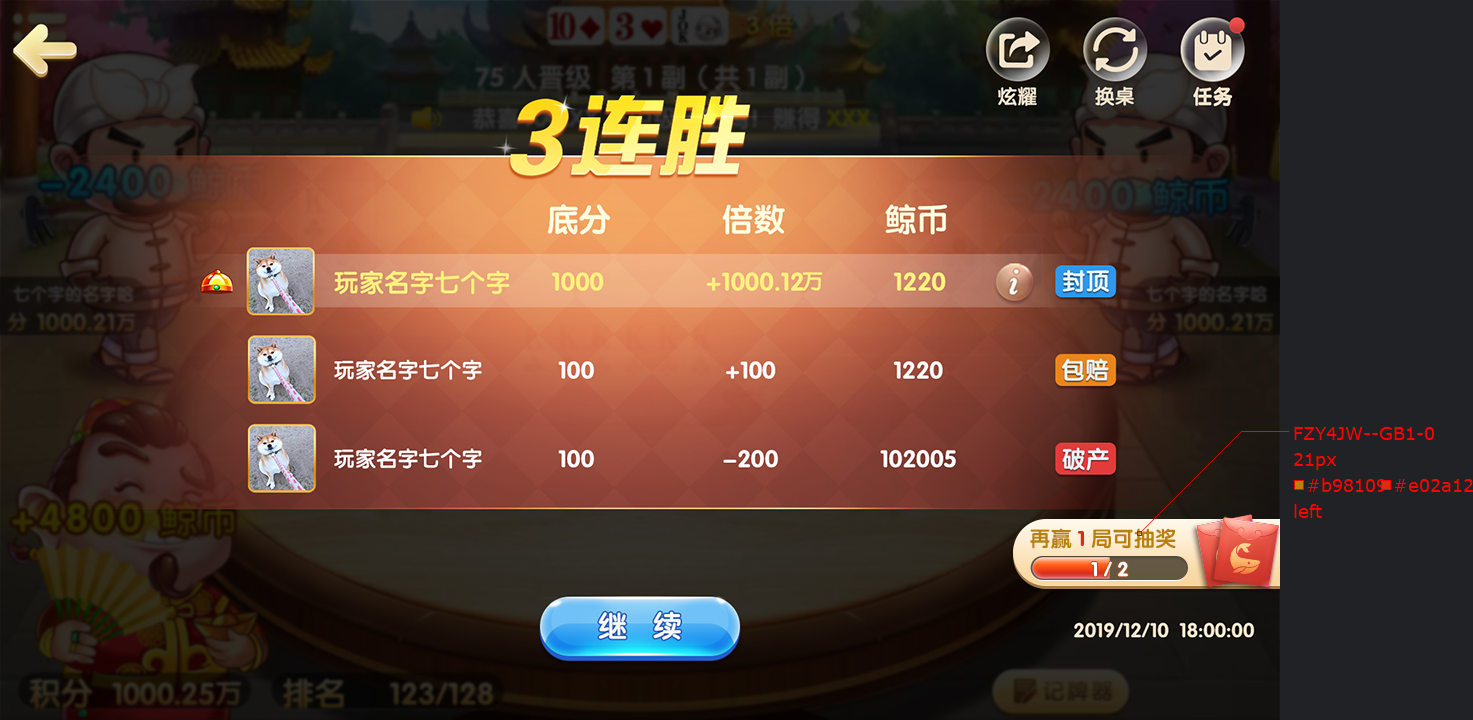 10 3 JOK 3倍
75 人晋级 第1副（共1副）
炫耀 换桌 任务
赚得 XXX
3连胜
-2400 鲸币
2400 鲸币
底分 倍数 鲸币
玩家名字七个字 1000 +1000.12万 1220 封顶
七个字的名字哈
分 1000.21万
七个字的名字哈
分 1000.21万
玩家名字七个字 100 +100 1220 包赔
玩家名字七个字 100 -200 102005 破产
FZY4JW--GB1-0
21px
#b98109 #e02a12
left
+4800 鲸币
再赢 1 局可抽奖
1 / 2
继 续
2019/12/10 18:00:00
积分 1000.25万 排名 123/128
记牌器